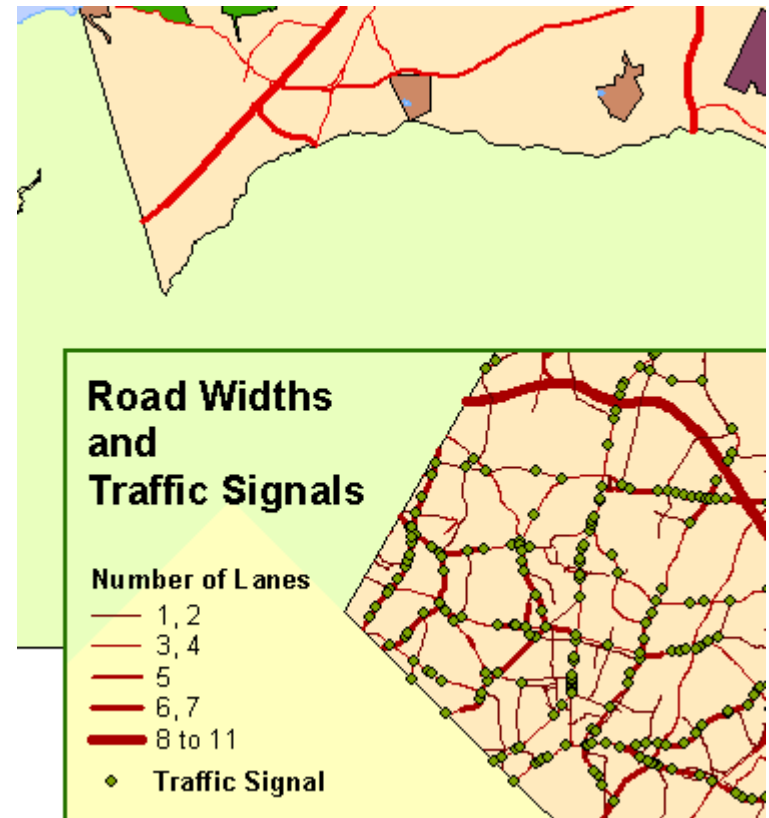 Road Widths
and
Traffic Signals
Number of Lanes
1, 2
3, 4
5
6, 7
8 to 11
Traffic Signal